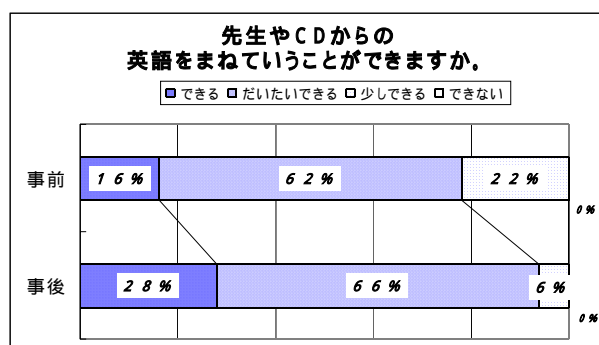 先生やCDからの
英語をまねていうことができますか。
できる だいたいできる 少しできる できない
事前 16% 62% 22%
0%
事後 28% 66% 6%
0%